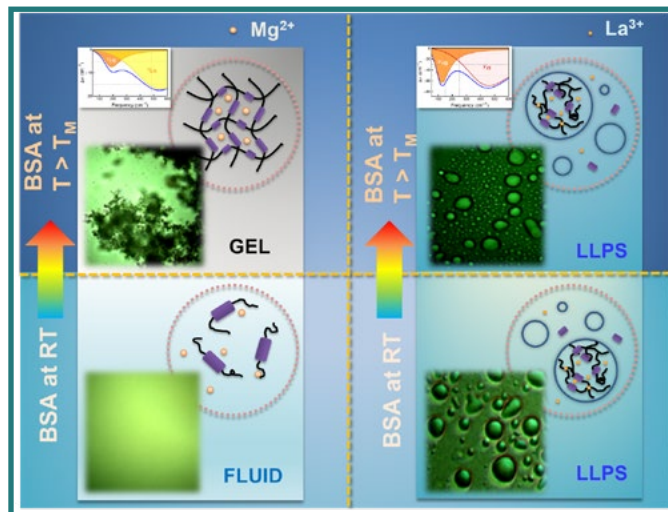 Mg²⁺
La³⁺
BSA at
T > T_M
GEL
BSA at
T > T_M
LLPS
BSA at RT
FLUID
BSA at RT
LLPS